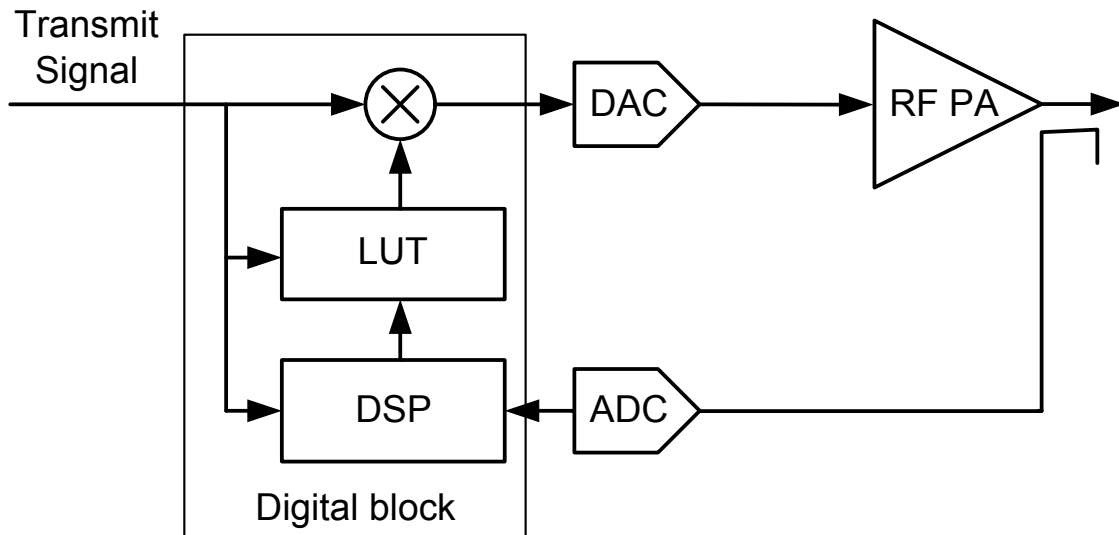 Transmit
Signal
DAC
RF PA
LUT
DSP
ADC
Digital block